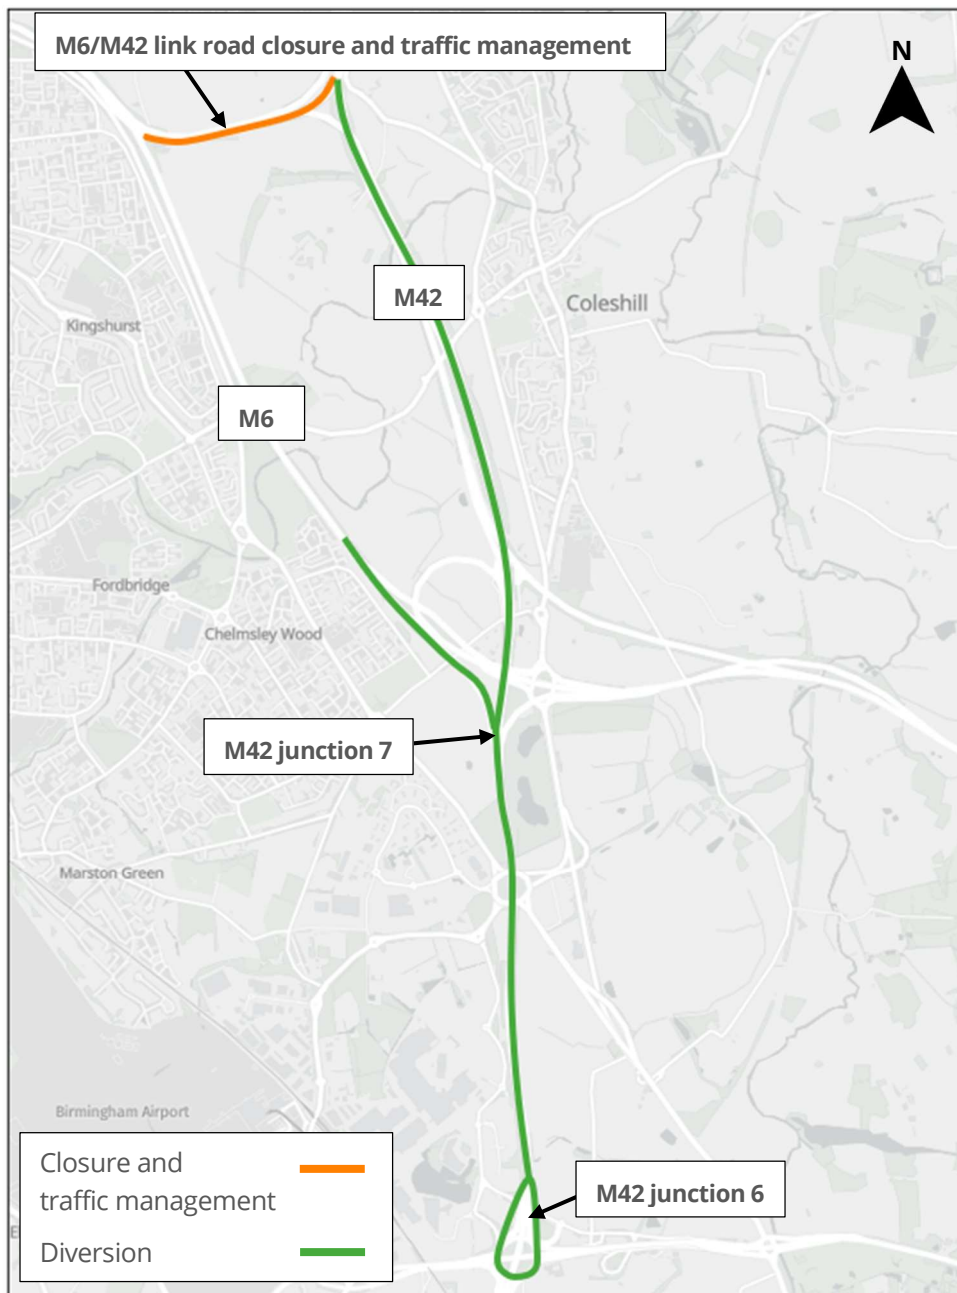 M6/M42 link road closure and traffic management
N
M42
Coleshill
Kingshurst
M6
Fordbridge
Chelmsley Wood
M42 junction 7
Marston Green
Birmingham Airport
Closure and
traffic management
Diversion
M42 junction 6